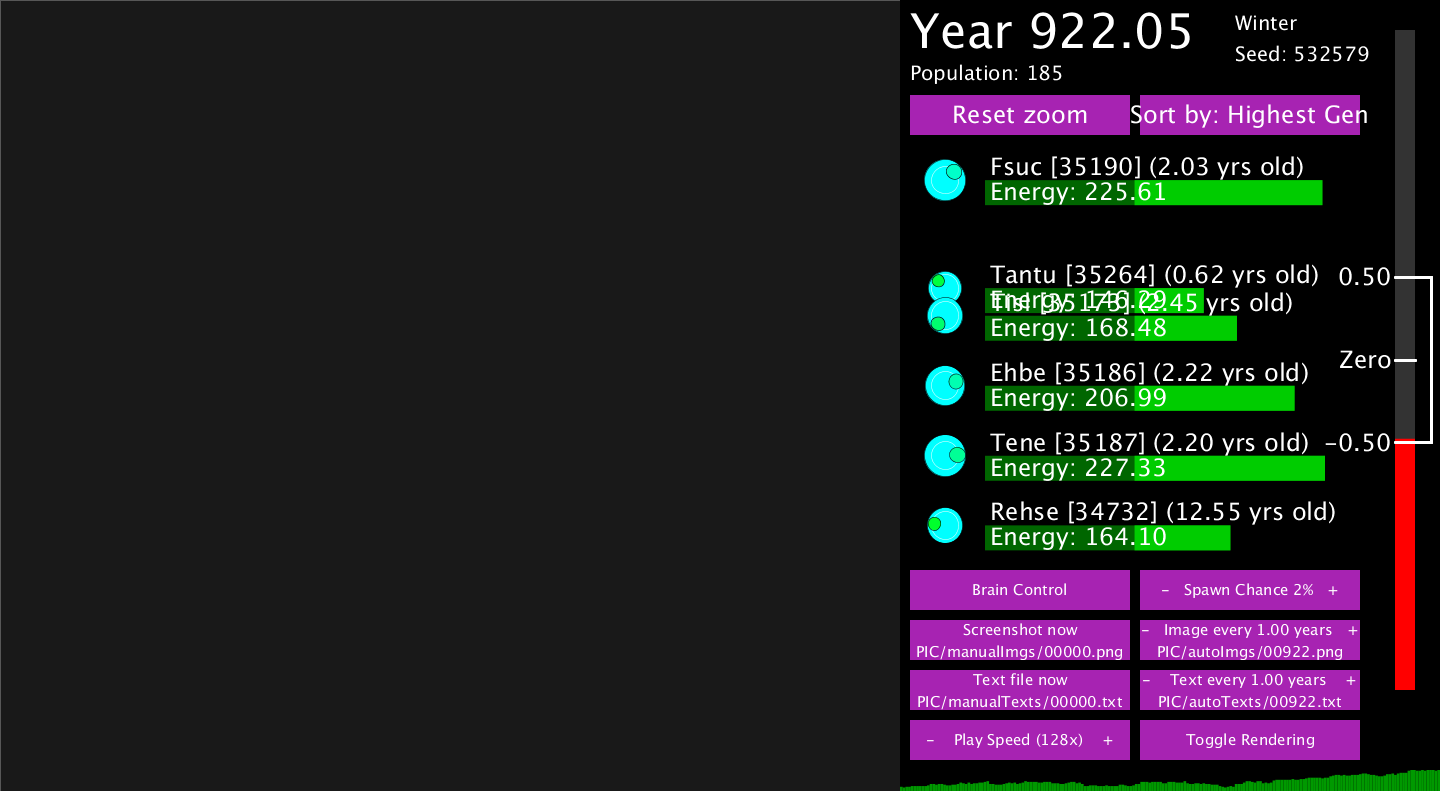 Year 922.05
Winter
Seed: 532579
Population: 185
Reset zoom
Sort by: Highest Gen
Fsuc [35190] (2.03 yrs old)
Energy: 225.61
Tantu [35264] (0.62 yrs old)
Energy: 146.29
[35173] (2.45 yrs old)
Energy: 168.48
Ehbe [35186] (2.22 yrs old)
Energy: 206.99
Tene [35187] (2.20 yrs old)
Energy: 227.33
Rehse [34732] (12.55 yrs old)
Energy: 164.10
0.50
Zero
-0.50
Brain Control
- Spawn Chance 2% +
Screenshot now
PIC/manualImgs/00000.png
- Image every 1.00 years +
PIC/autoImgs/00922.png
Text file now
PIC/manualTexts/00000.txt
- Text every 1.00 years +
PIC/autoTexts/00922.txt
- Play Speed (128x) +
Toggle Rendering